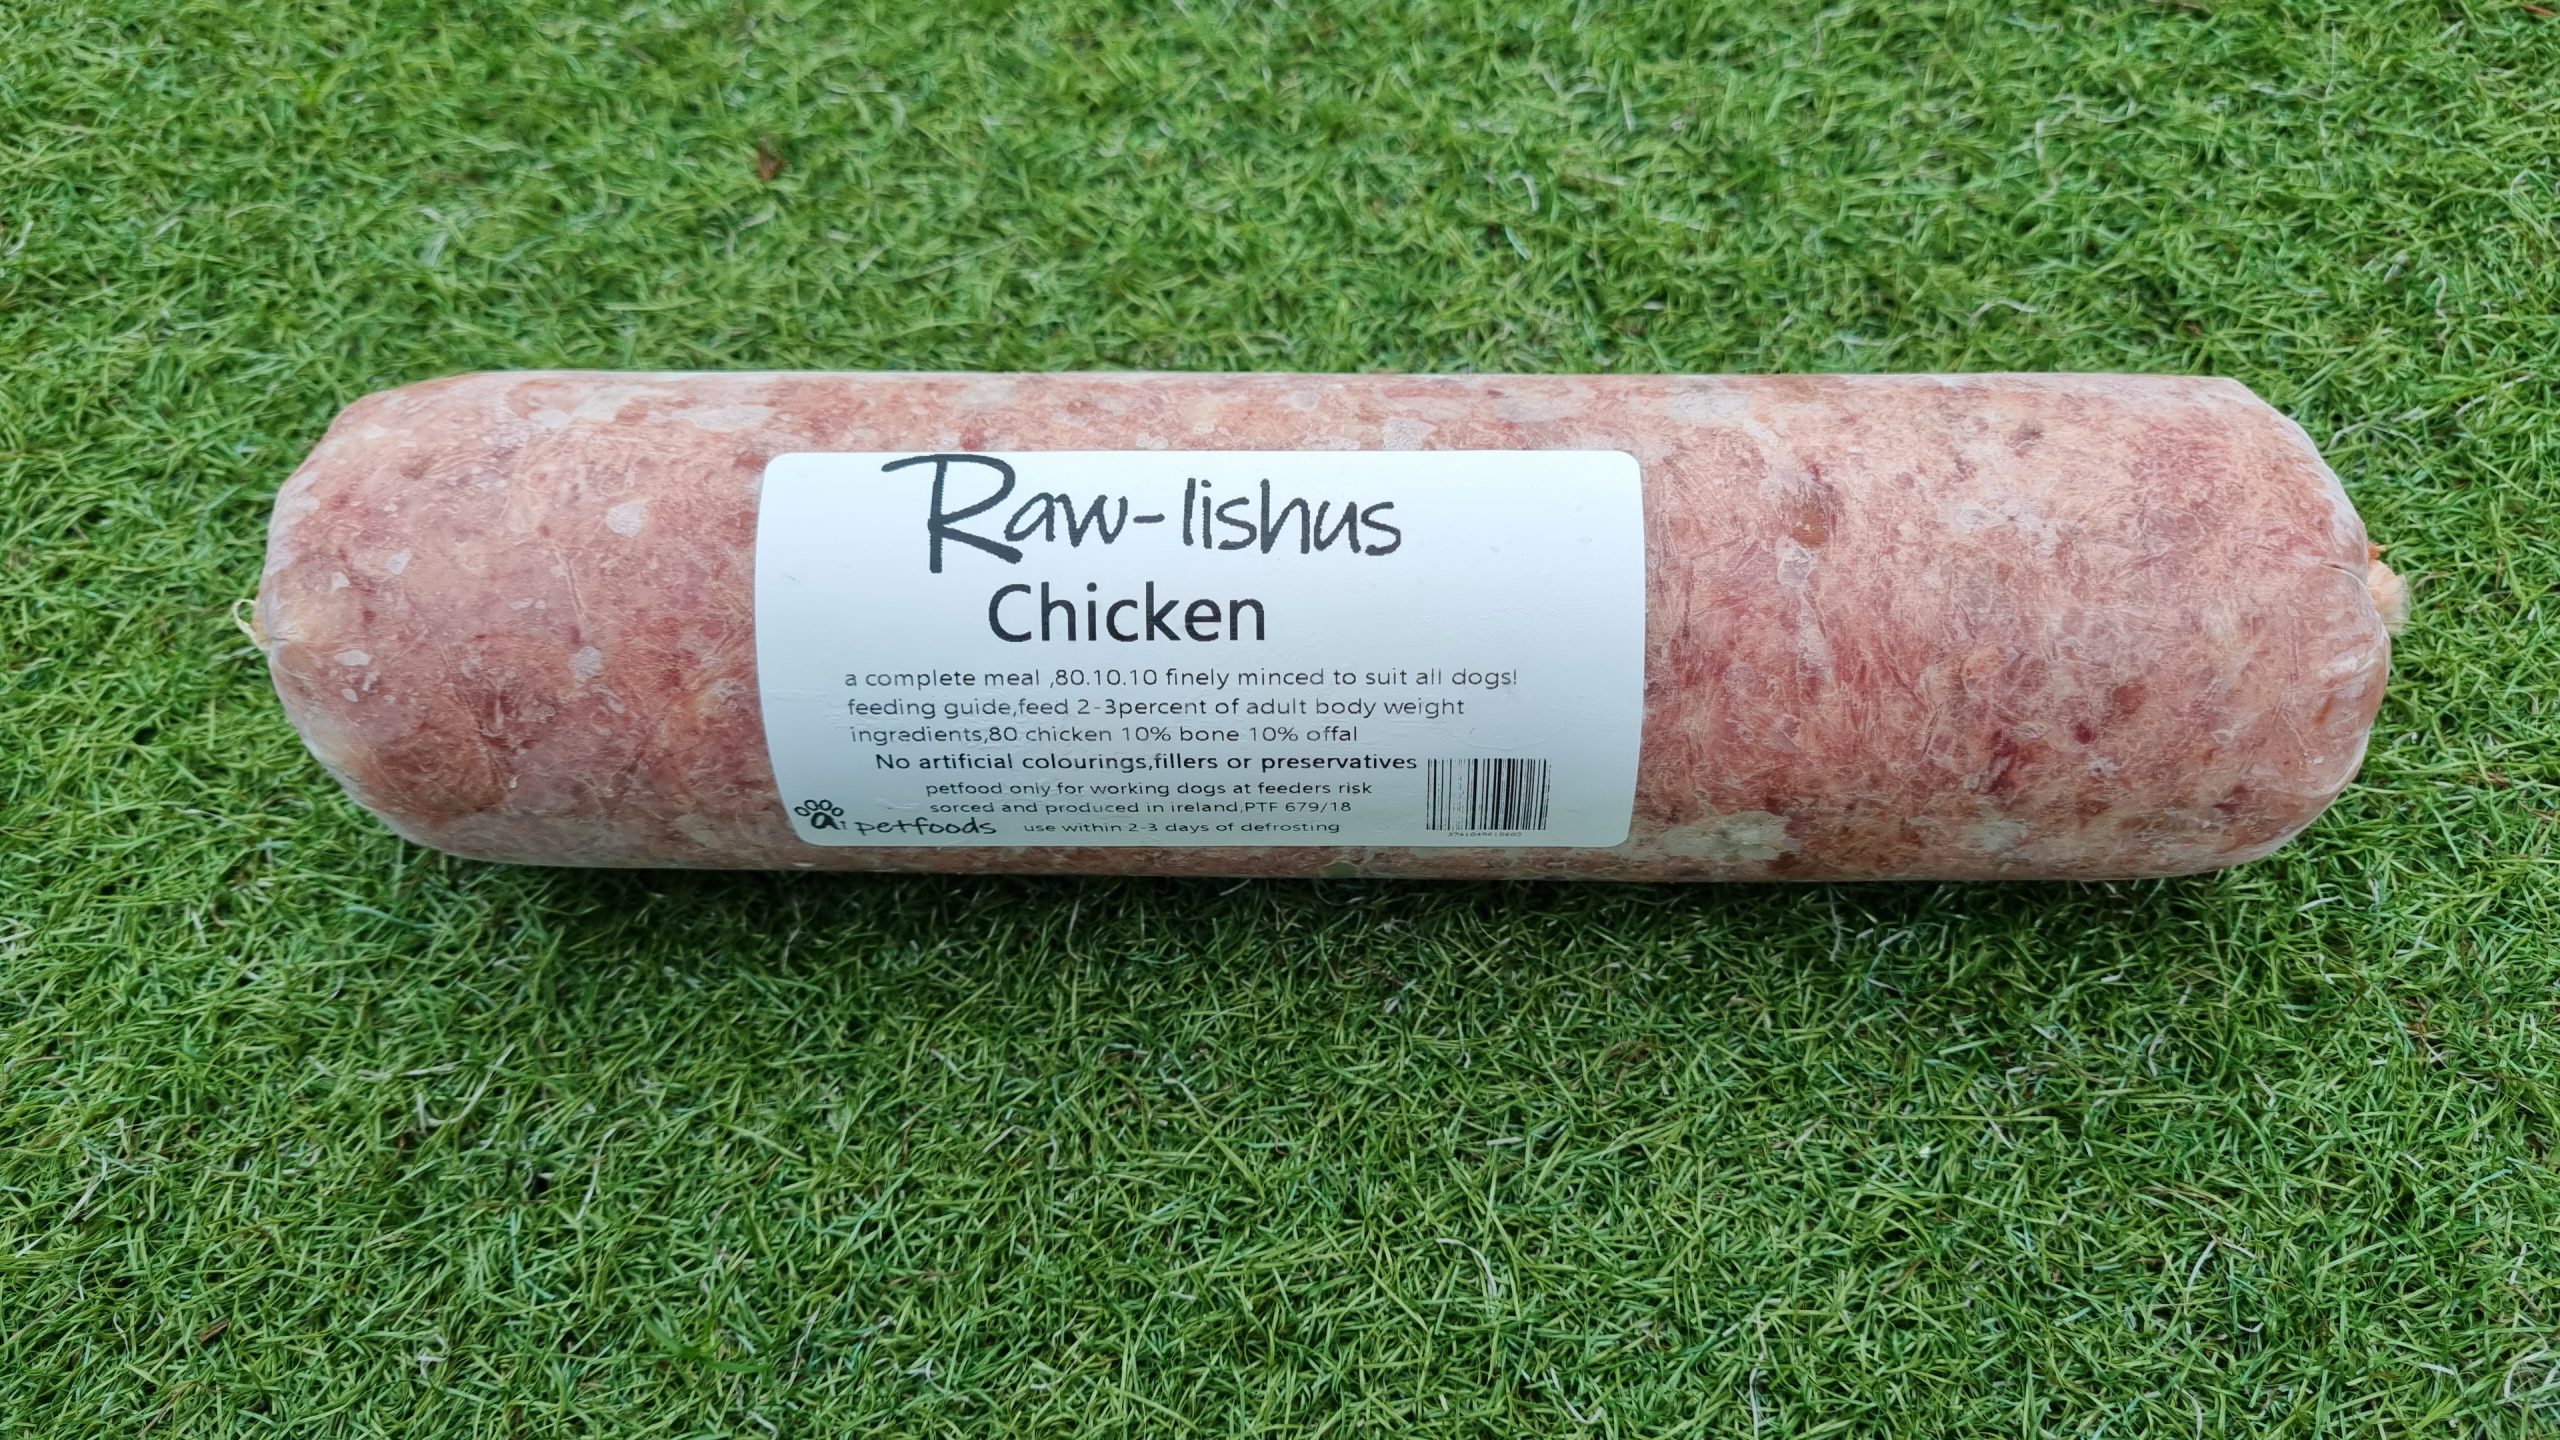 Raw-lishus
Chicken
a complete meal ,80.10.10 finely minced to suit all dogs!
feeding guide,feed 2-3percent of adult body weight
ingredients,80 chicken 10% bone 10% offal
No artificial colourings,fillers or preservatives
petfood only for working dogs at feeders risk
sorced and produced in ireland,PTF 679/18
petfoods use within 2-3 days of defrosting